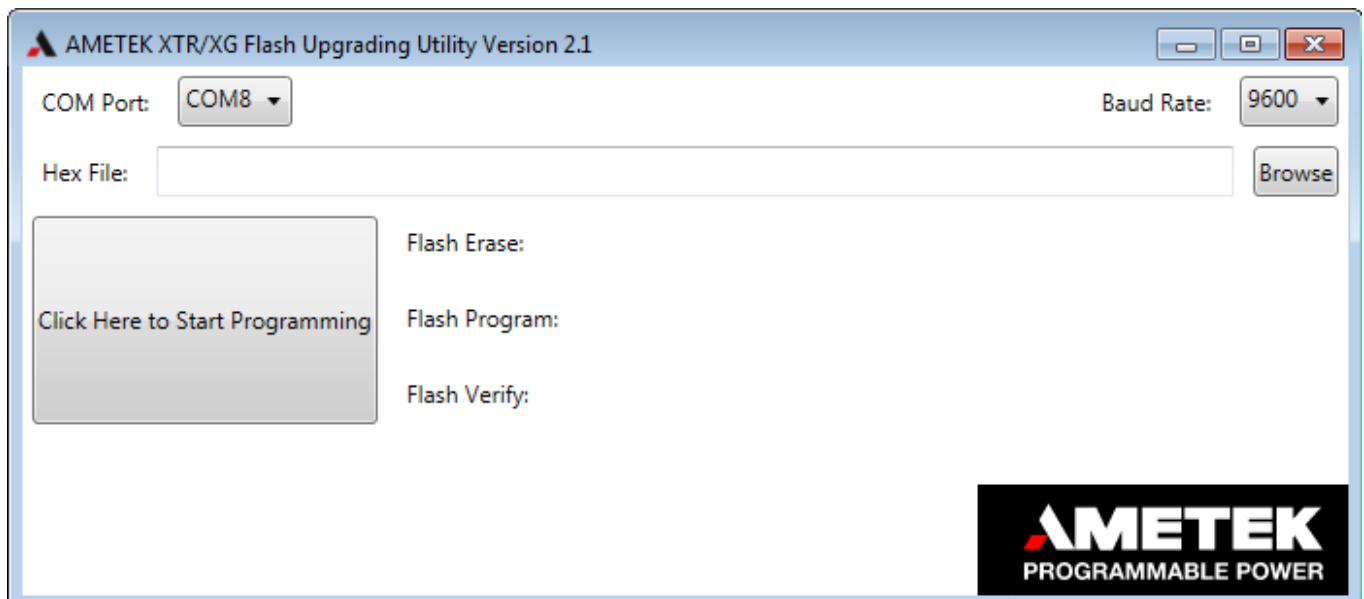 AMETEK XTR/XG Flash Upgrading Utility Version 2.1
COM Port: COM8 Baud Rate: 9600
Hex File: Browse
Flash Erase:
Click Here to Start Programming Flash Program:
Flash Verify:
AMETEK
PROGRAMMABLE POWER